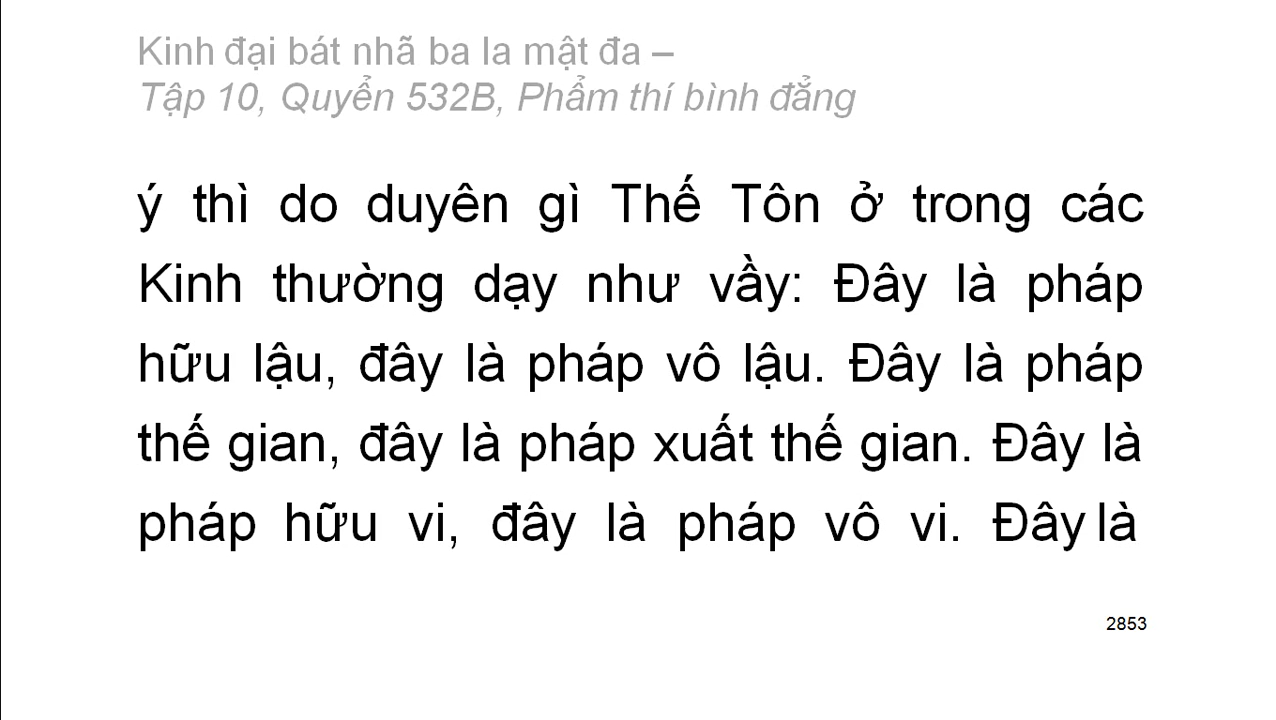 Kinh đại bát nhã ba la mật đa –
Tập 10, Quyển 532B, Phẩm thí bình đẳng
ý thì do duyên gì Thế Tôn ở trong các
Kinh thường dạy như vầy: Đây là pháp
hữu lậu, đây là pháp vô lậu. Đây là pháp
thế gian, đây là pháp xuất thế gian. Đây là
pháp hữu vi, đây là pháp vô vi. Đây là
2853